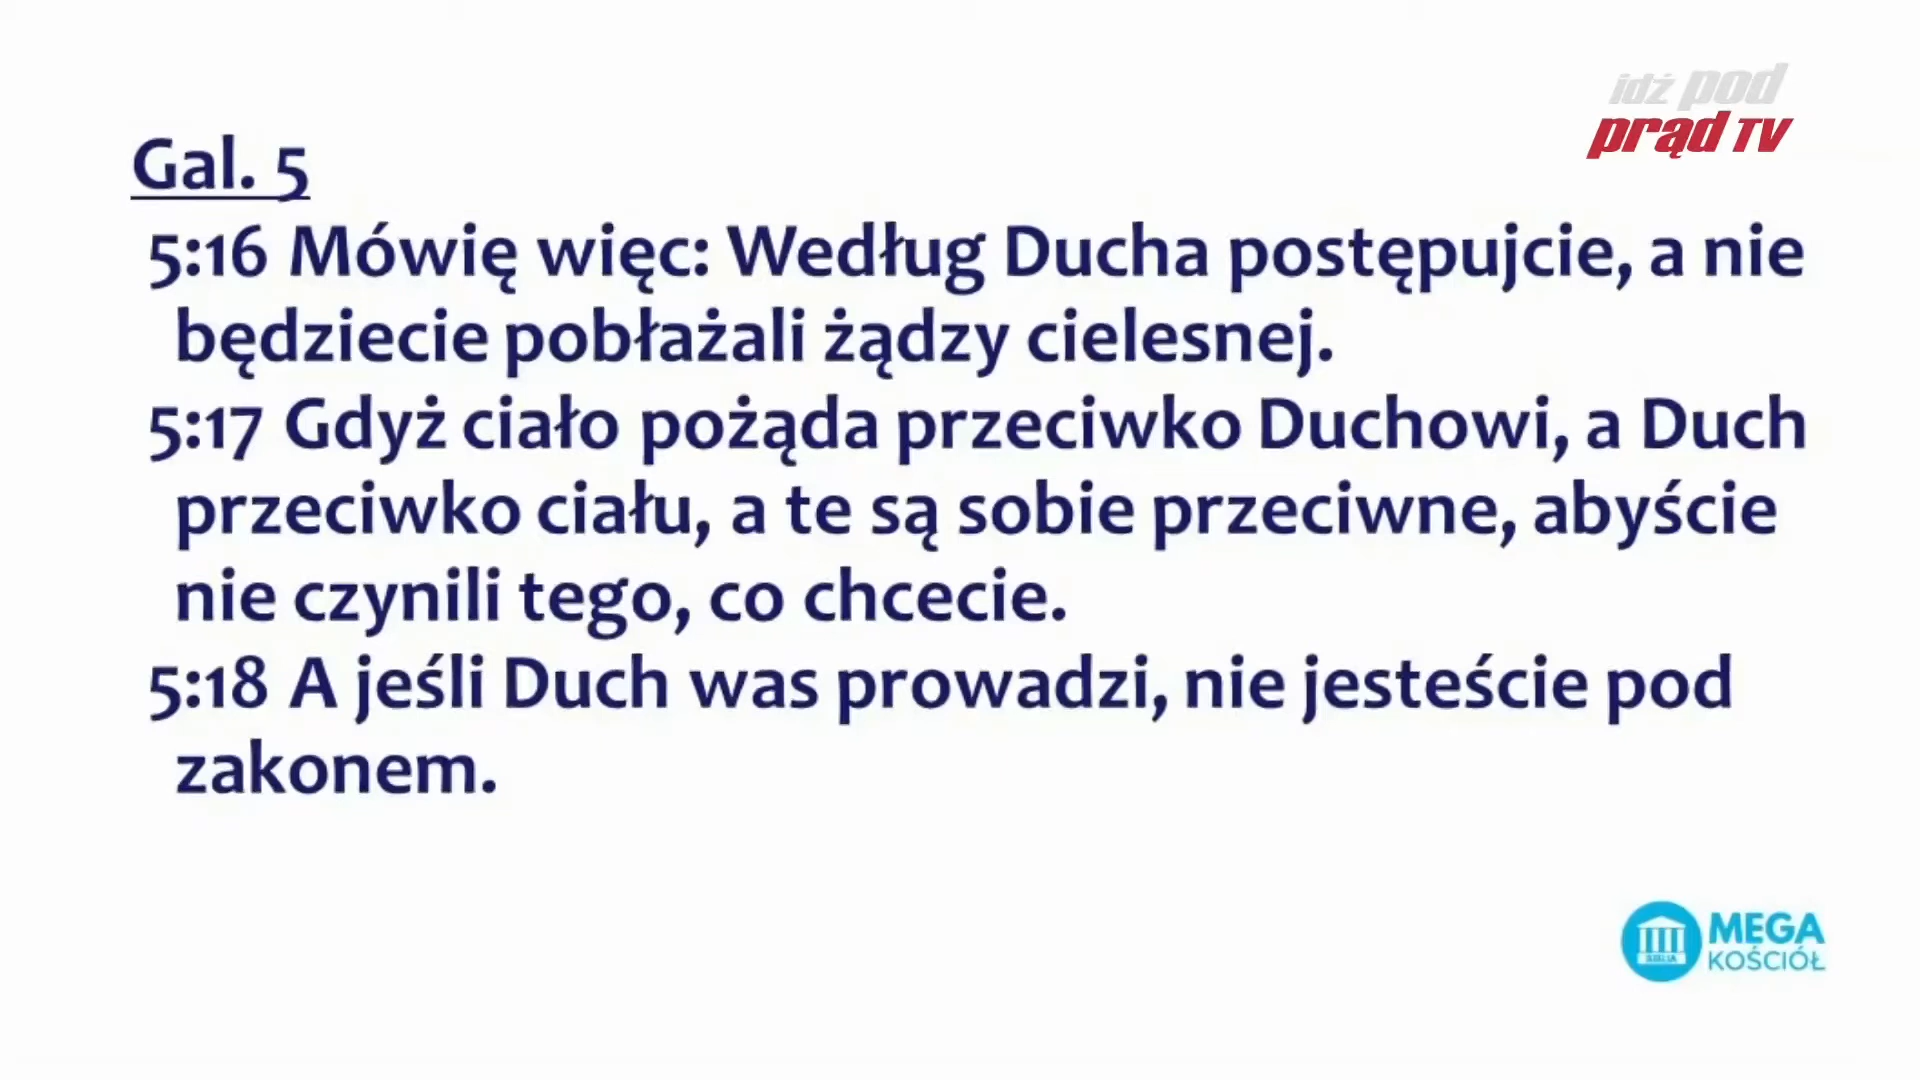 idź pod
prąd TV
Gal. 5
5:16 Mówię więc: Według Ducha postępujcie, a nie
będziecie pobłażali żądzy cielesnej.
5:17 Gdyż ciało pożąda przeciwko Duchowi, a Duch
przeciwko ciału, a te są sobie przeciwne, abyście
nie czynili tego, co chcecie.
5:18 A jeśli Duch was prowadzi, nie jesteście pod
zakonem.
BIBLIA
MEGA
KOŚCIÓŁ